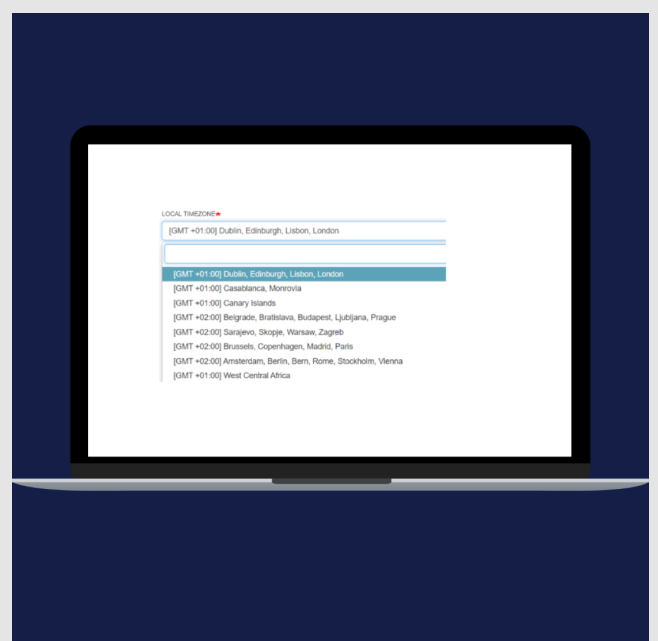 LOCAL TIMEZONE*
[GMT +01:00] Dublin, Edinburgh, Lisbon, London
[GMT +01:00] Dublin, Edinburgh, Lisbon, London
[GMT +01:00] Casablanca, Monrovia
[GMT +01:00] Canary Islands
[GMT +02:00] Belgrade, Bratislava, Budapest, Ljubljana, Prague
[GMT +02:00] Sarajevo, Skopje, Warsaw, Zagreb
[GMT +02:00] Brussels, Copenhagen, Madrid, Paris
[GMT +02:00] Amsterdam, Berlin, Bern, Rome, Stockholm, Vienna
[GMT +01:00] West Central Africa